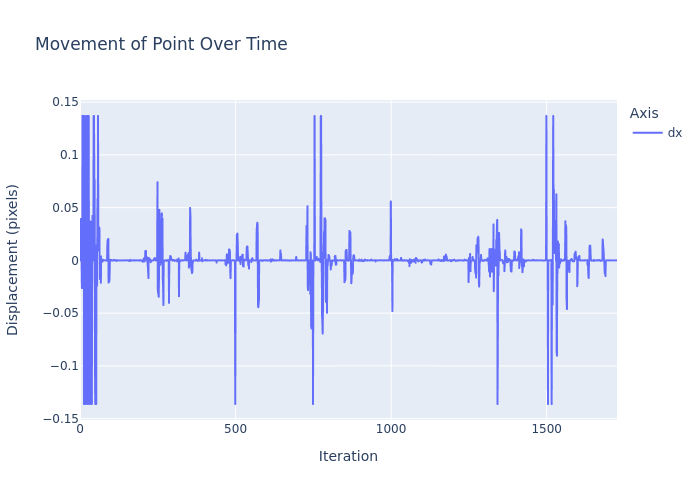 Movement of Point Over Time
Axis
dx
Displacement (pixels)
0.15
0.1
0.05
0
−0.05
−0.1
−0.15
0
500
1000
1500
Iteration